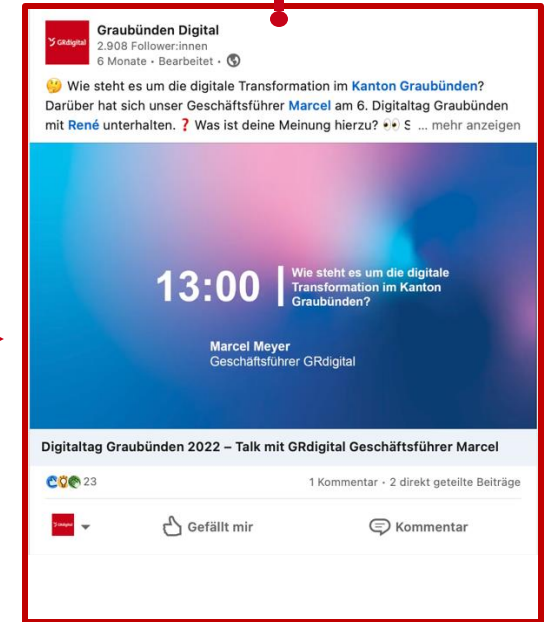 GRdigital
Graubünden Digital
2.908 Follower:innen
6 Monate • Bearbeitet •
Wie steht es um die digitale Transformation im Kanton Graubünden?
Darüber hat sich unser Geschäftsführer Marcel am 6. Digitaltag Graubünden
mit René unterhalten. ❓ Was ist deine Meinung hierzu? 👀 S ... mehr anzeigen
13:00
Wie steht es um die digitale
Transformation im Kanton
Graubünden?
Marcel Meyer
Geschäftsführer GRdigital
Digitaltag Graubünden 2022 – Talk mit GRdigital Geschäftsführer Marcel
23
1 Kommentar • 2 direkt geteilte Beiträge
Gefällt mir
Kommentar